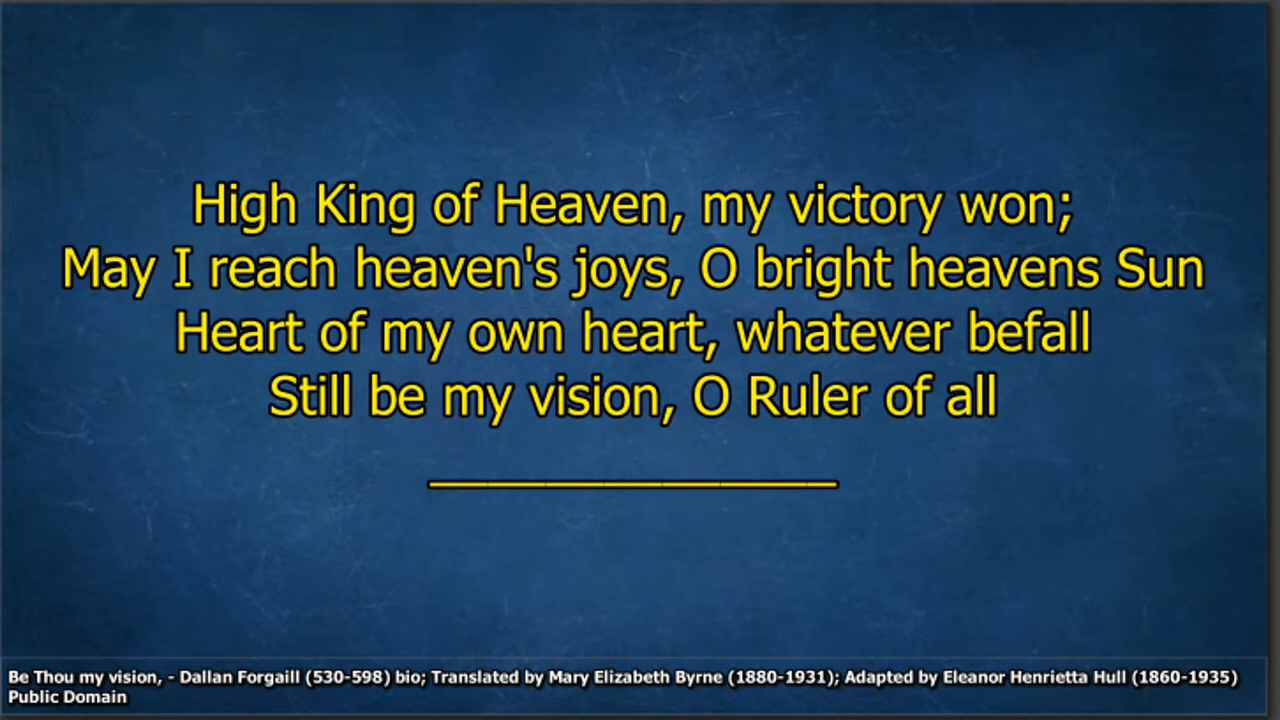 High King of Heaven, my victory won;
May I reach heaven's joys, O bright heavens Sun
Heart of my own heart, whatever befall
Still be my vision, O Ruler of all
Be Thou my vision, - Dallan Forgaill (530-598) bio; Translated by Mary Elizabeth Byrne (1880-1931); Adapted by Eleanor Henrietta Hull (1860-1935)
Public Domain